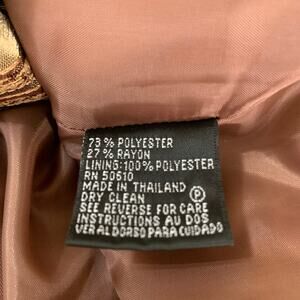 73% POLYESTER
27% RAYON
LINING:100% POLYESTER
RN 50610
MADE IN THAILAND
DRY CLEAN
P
SEE REVERSE FOR CARE
INSTRUCTIONS AU DOS
VER AL DORSO PARA CUIDADO